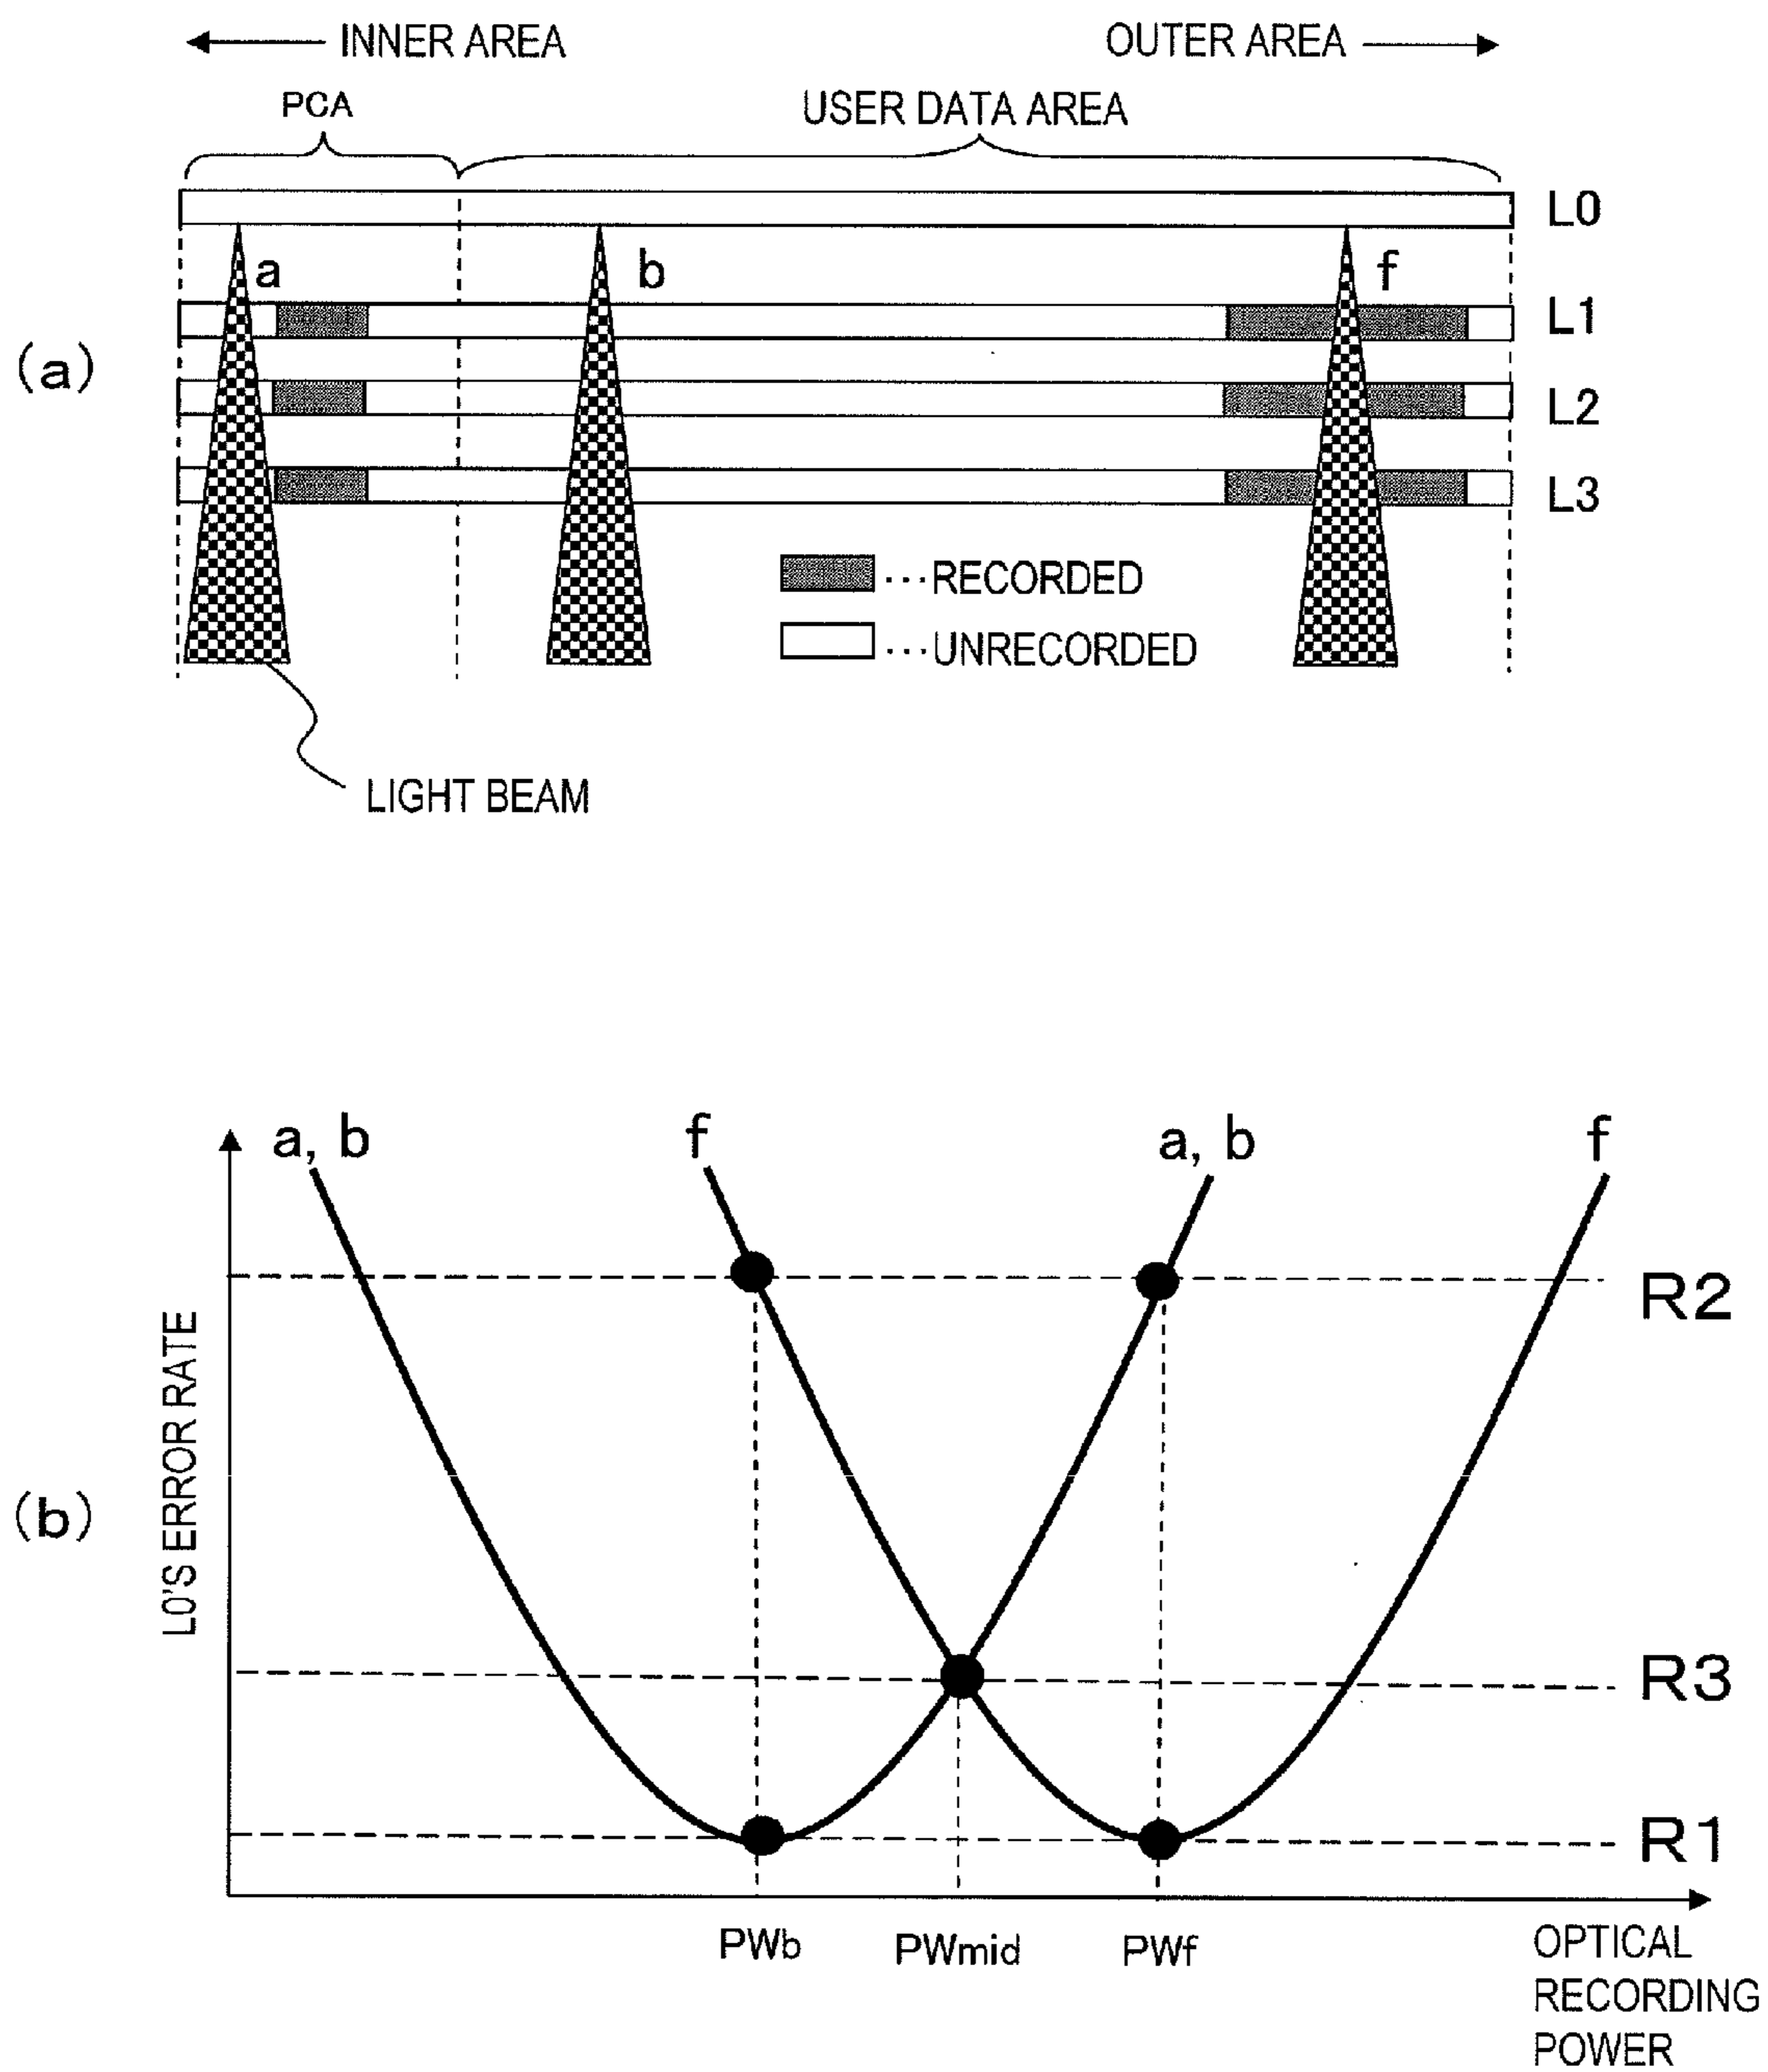 INNER AREA
OUTER AREA
PCA
USER DATA AREA
L0
a
b
f
L1
(a)
L2
L3
···RECORDED
···UNRECORDED
LIGHT BEAM
a, b
f
a, b
f
R2
L0'S ERROR RATE
(b)
R3
R1
PWb
PWmid
PWf
OPTICAL
RECORDING
POWER